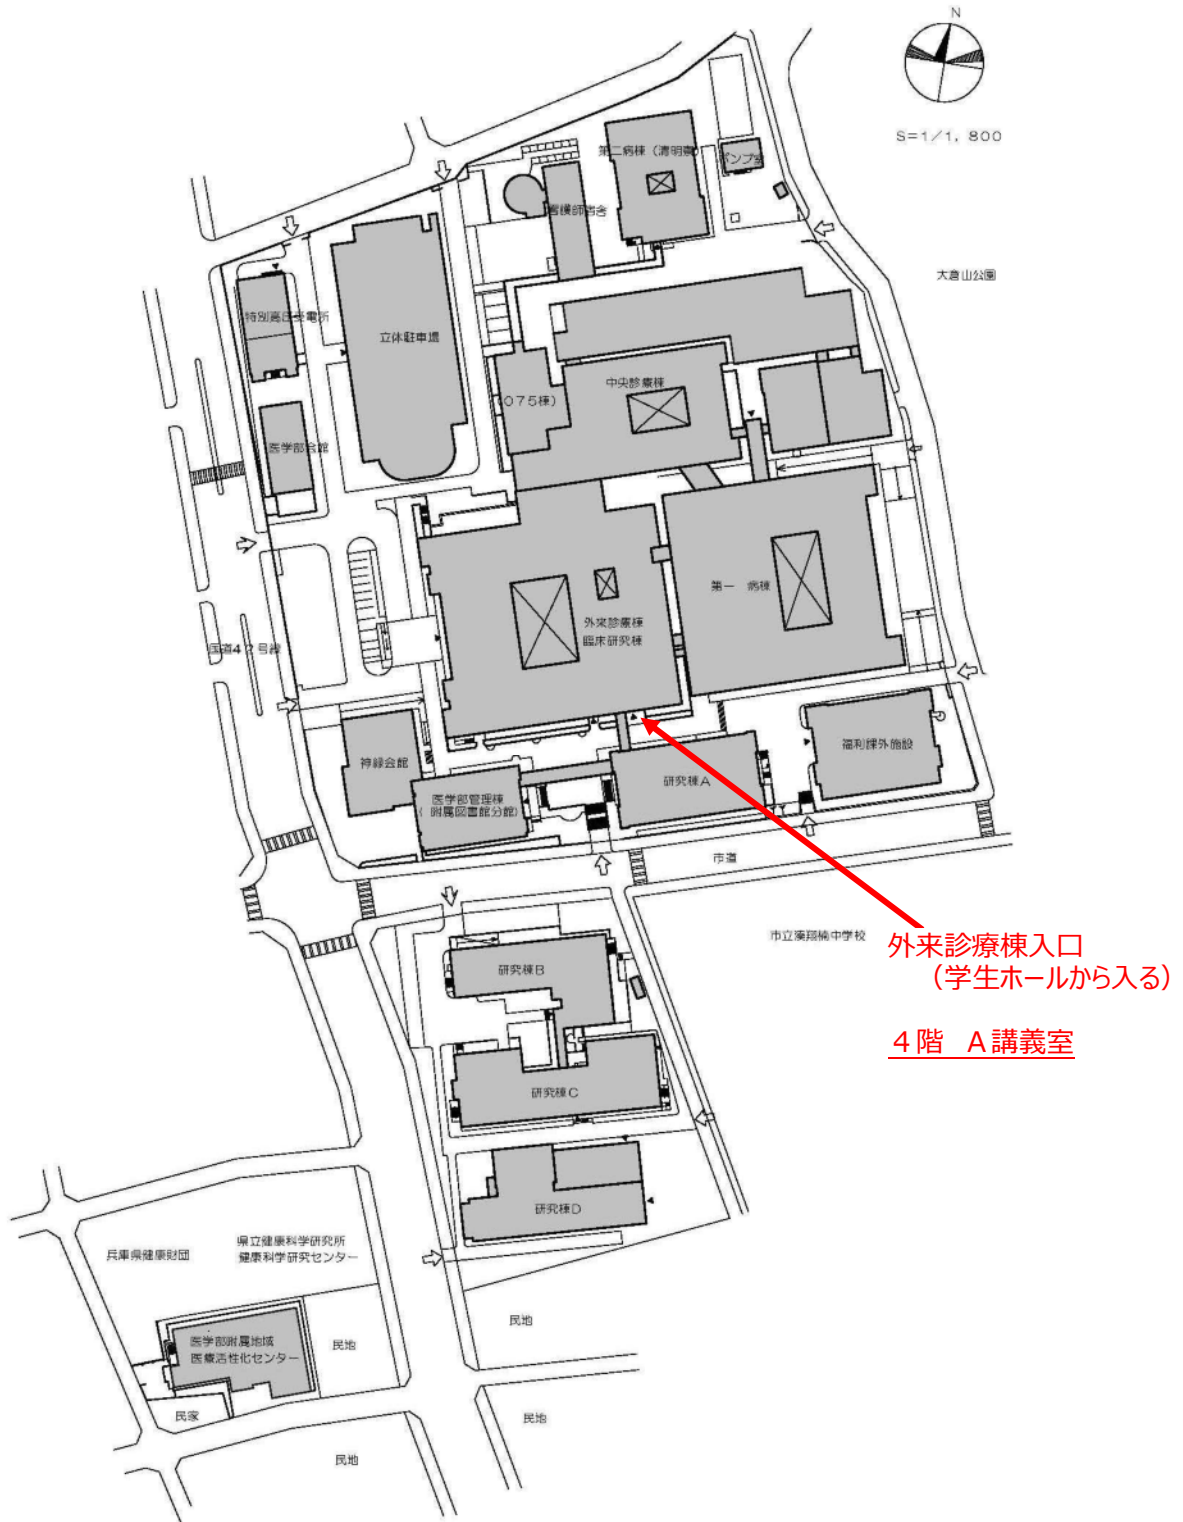 N
S=1/1,800
第二病棟（清明寮）
ポンプ室
看護師宿舎
大倉山公園
特別高圧受電所
立体駐車場
中央診療棟
075棟）
医学部会館
第一　病棟
外来診療棟
臨床研究棟
国道42号線
神緑会館
福利課外施設
研究棟A
医学部管理棟
（附属図書館分館）
市道
市立湊翔楠中学校
外来診療棟入口
（学生ホールから入る）
4階　A講義室
研究棟B
研究棟C
研究棟D
兵庫県健康財団
県立健康科学研究所
健康科学研究センター
民地
医学部附属地域
医療活性化センター
民地
民家
民地
民地